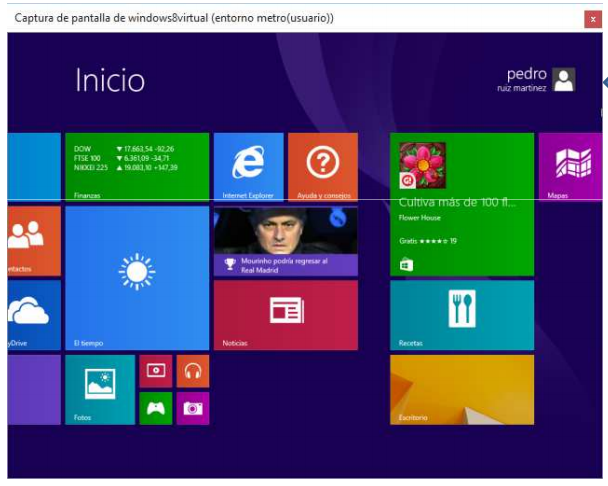 Captura de pantalla de windows8virtual (entorno metro(usuario))
x
Inicio
pedro
ruiz martinez
DOW ▼ 17.663,54 -92,26
FTSE 100 ▼ 6.361,09 -34,71
NIKKEI 225 ▲ 19.083,10 +147,39
Finanzas
Internet Explorer
Ayuda y consejos
Cultiva más de 100 fl...
Flower House
Gratis ★★★★☆ 19
Mapas
ntactos
El tiempo
Mourinho podría regresar al
Real Madrid
yDrive
Noticias
Recetas
Fotos
Escritorio